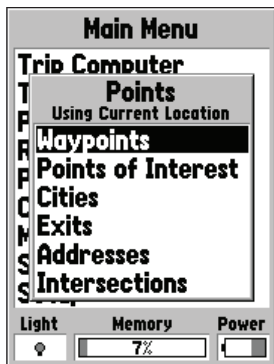 Main Menu
Trip Computer
Points
Using Current Location
Waypoints
Points of Interest
Cities
Exits
Addresses
Intersections
Light Memory Power
7%